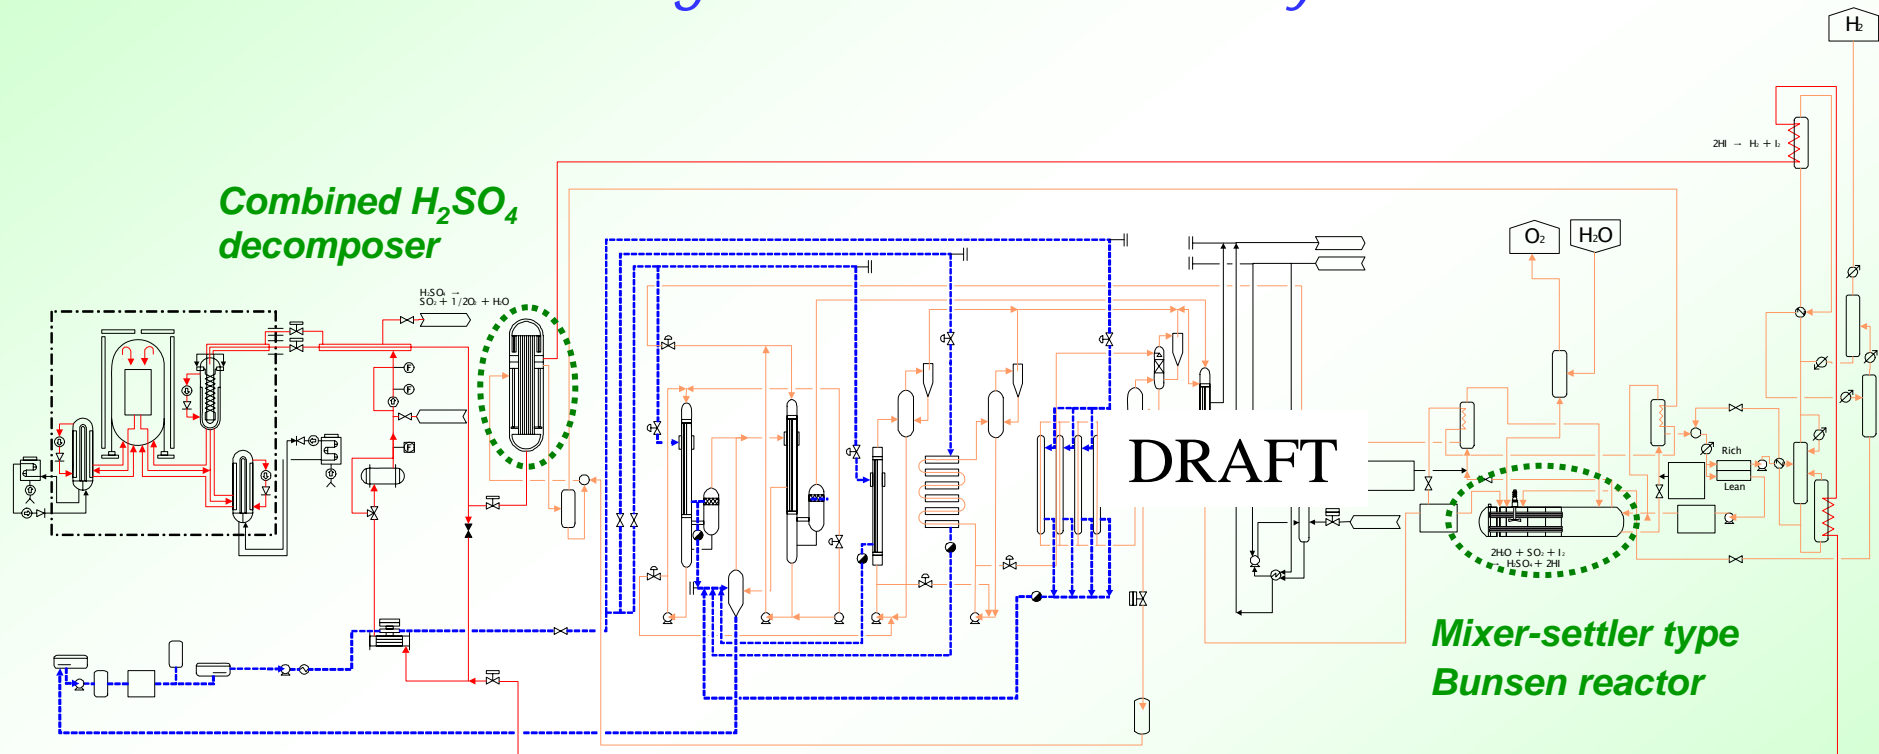 H₂
2HI → H₂ + I₂
Combined H₂SO₄
decomposer
O₂
H₂O
H₂SO₄ →
SO₂ + 1/2O₂ + H₂O
F
F
DRAFT
Rich
Lean
2H₂O + SO₂ + I₂
→ H₂SO₄ + 2HI
Mixer-settler type
Bunsen reactor